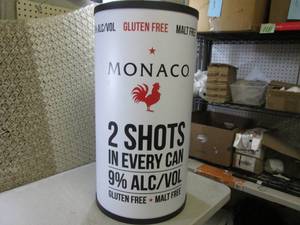 % ALC/VOL GLUTEN FREE MALT FREE
MONACO
2 SHOTS
IN EVERY CAN
9% ALC/VOL
GLUTEN FREE • MALT FREE